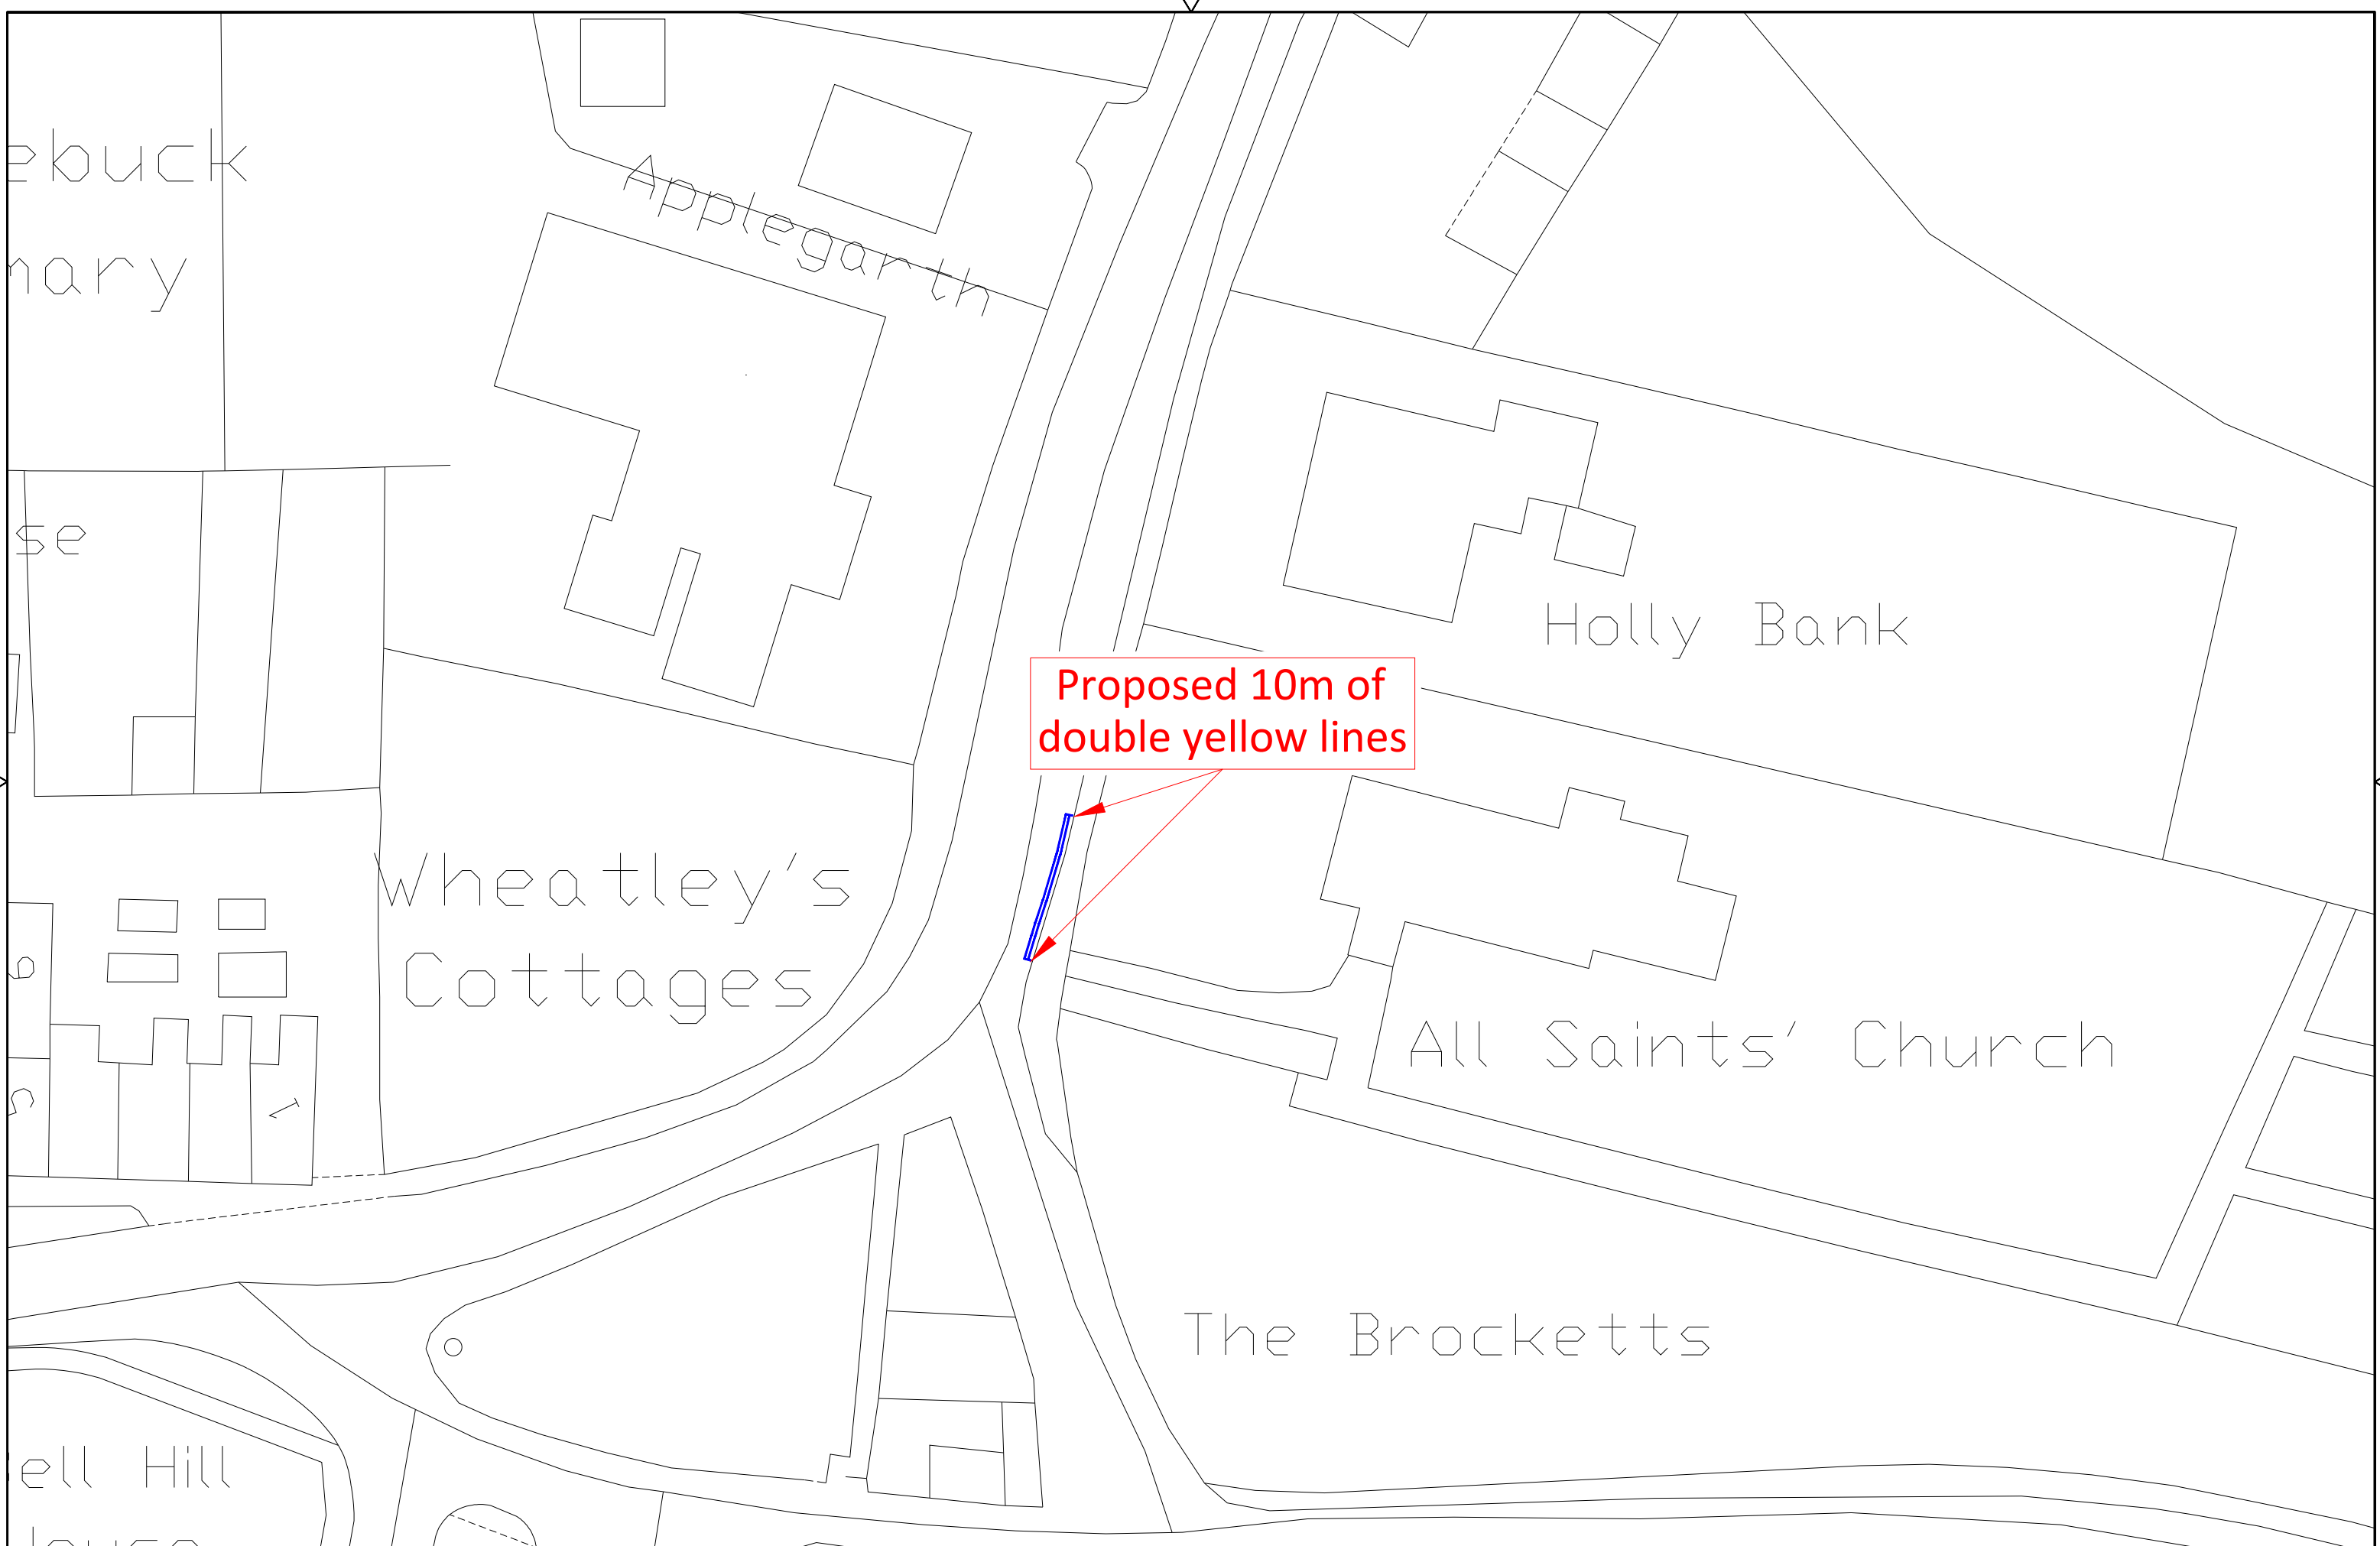 ebuck
Applegarth
nary
se
Holly Bank
Proposed 10m of
double yellow lines
Wheatley's
Cottages
All Saints' Church
1
The Brocketts
ell Hill